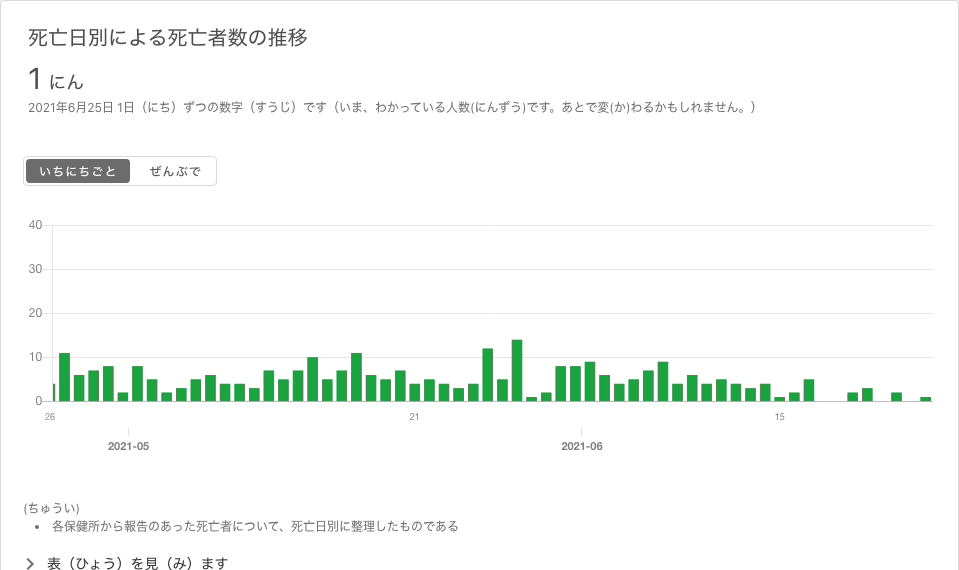 死亡日別による死亡者数の推移
1 にん
2021年6月25日 1日（にち）ずつの数字（すうじ）です（いま、わかっている人数(にんずう)です。あとで変(か)わるかもしれません。）
いちにちごと ぜんぶで
40
30
20
10
0
26 21 15
2021-05 2021-06
(ちゅうい)
• 各保健所から報告のあった死亡者について、死亡日別に整理したものである
表（ひょう）を見（み）ます